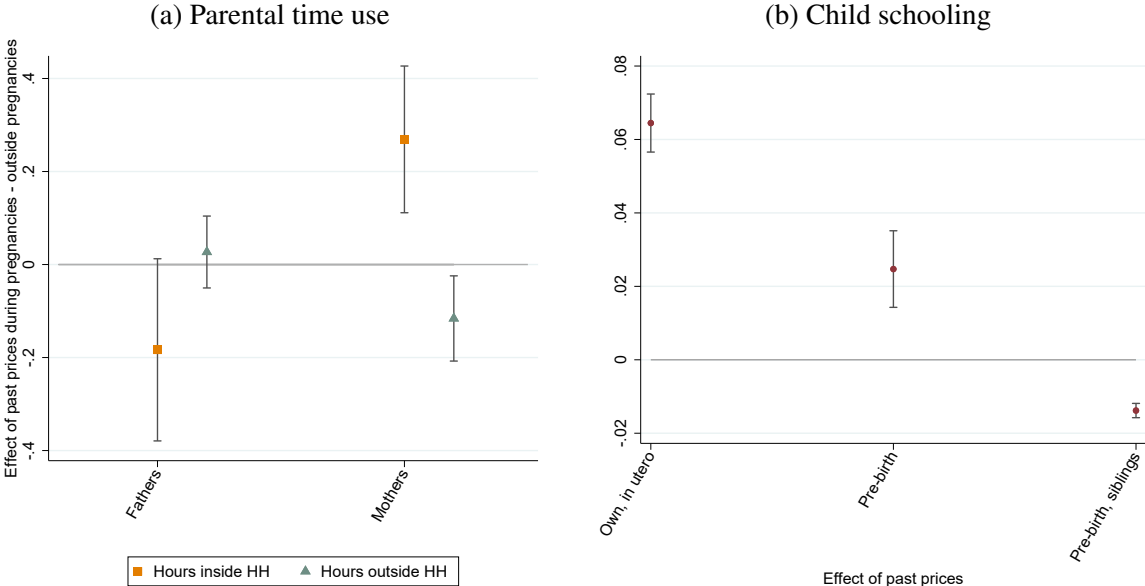 (a) Parental time use
Effect of past prices during pregnancies - outside pregnancies
.4
.2
0
-.2
-.4
Fathers
Mothers
Hours inside HH
Hours outside HH
(b) Child schooling
.08
.06
.04
.02
0
-.02
Own, in utero
Pre-birth
Pre-birth, siblings
Effect of past prices